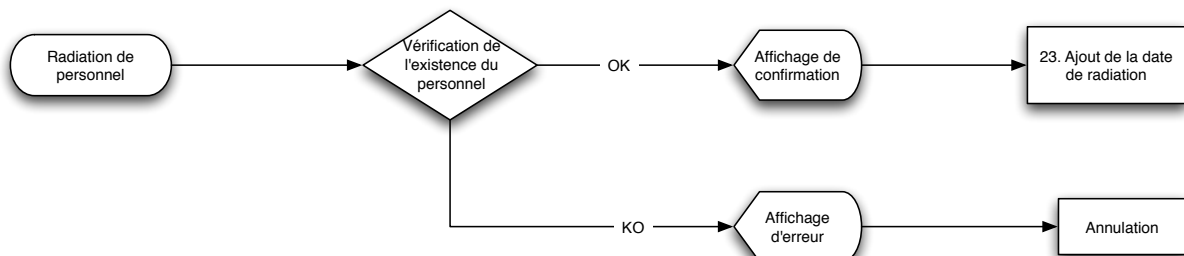 Radiation de
personnel
Vérification de
l'existence du
personnel
OK
Affichage de
confirmation
23. Ajout de la date
de radiation
KO
Affichage
d'erreur
Annulation